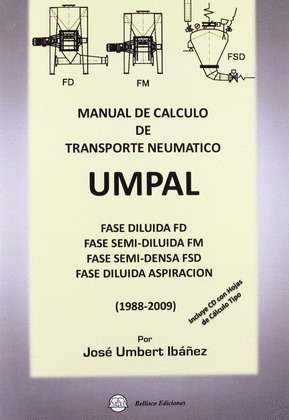 FD
FM
FSD
MANUAL DE CALCULO
DE
TRANSPORTE NEUMATICO
UMPAL
FASE DILUIDA FD
FASE SEMI-DILUIDA FM
FASE SEMI-DENSA FSD
FASE DILUIDA ASPIRACION
(1988-2009)
Incluye CD con Hojas
de Cálculo Tipo
Por
José Umbert Ibáñez
Bellisco Ediciones